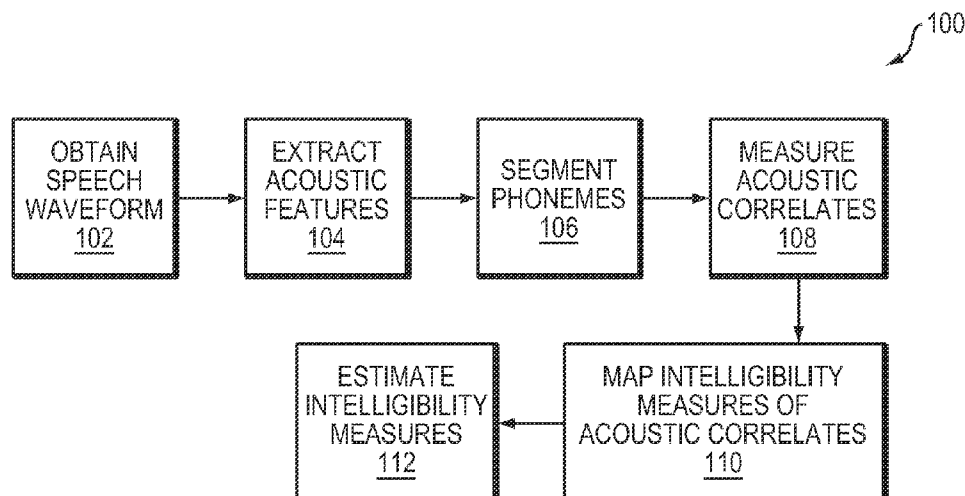 100
OBTAIN
SPEECH
WAVEFORM
102
EXTRACT
ACOUSTIC
FEATURES
104
SEGMENT
PHONEMES
106
MEASURE
ACOUSTIC
CORRELATES
108
MAP INTELLIGIBILITY
MEASURES OF
ACOUSTIC CORRELATES
110
ESTIMATE
INTELLIGIBILITY
MEASURES
112